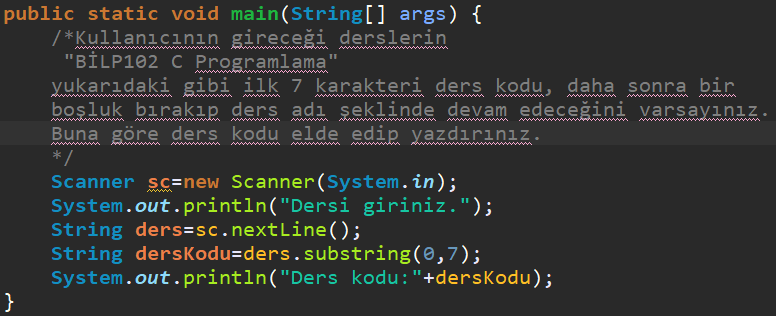 public static void main(String[] args) {
/*Kullanıcının gireceği derslerin
"BİLP102 C Programlama"
yukarıdaki gibi ilk 7 karakteri ders kodu, daha sonra bir
boşluk bırakıp ders adı şeklinde devam edeceğini varsayınız.
Buna göre ders kodu elde edip yazdırınız.
*/
Scanner sc=new Scanner(System.in);
System.out.println("Dersi giriniz.");
String ders=sc.nextLine();
String dersKodu=ders.substring(0,7);
System.out.println("Ders kodu:"+dersKodu);
}